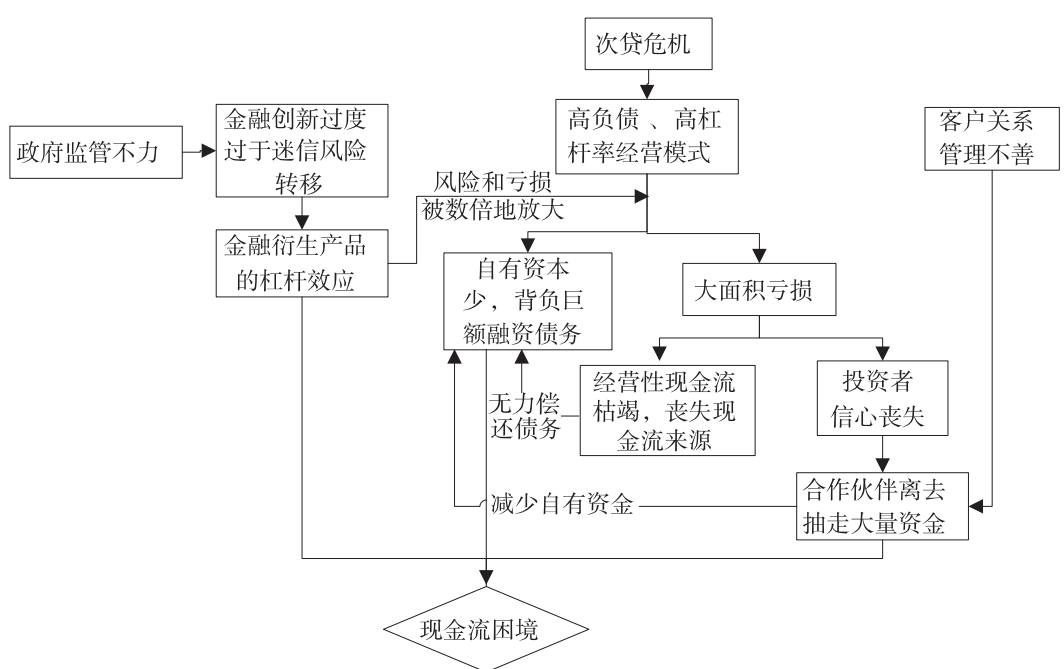 次贷危机
高负债、高杠
杆率经营模式
政府监管不力
金融创新过度
过于迷信风险
转移
客户关系
管理不善
风险和亏损
被数倍地放大
金融衍生产品
的杠杆效应
自有资本
少，背负巨
额融资债务
大面积亏损
无力偿
还债务
经营性现金流
枯竭，丧失现
金流来源
投资者
信心丧失
减少自有资金
合作伙伴离去
抽走大量资金
现金流困境